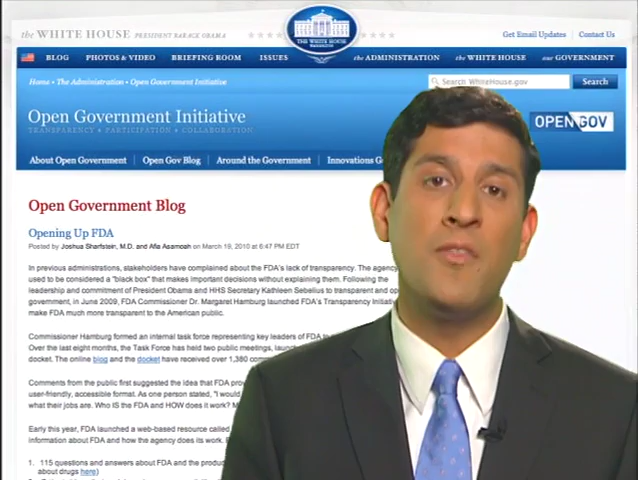 the WHITE HOUSE PRESIDENT BARACK OBAMA
THE WHITE HOUSE
WASHINGTON
Get Email Updates Contact Us
BLOG PHOTOS & VIDEO BRIEFING ROOM ISSUES the ADMINISTRATION the WHITE HOUSE our GOVERNMENT
Home • The Administration • Open Government Initiative
Search WhiteHouse.gov Search
Open Government Initiative
TRANSPARENCY • PARTICIPATION • COLLABORATION
OPEN GOV
About Open Government Open Gov Blog Around the Government Innovations G
Open Government Blog
Opening Up FDA
Posted by Joshua Sharfstein, M.D. and Afia Asamoah on March 19, 2010 at 6:47 PM EDT
In previous administrations, stakeholders have complained about the FDA's lack of transparency. The agency
used to be considered a "black box" that makes important decisions without explaining them. Following the
leadership and commitment of President Obama and HHS Secretary Kathleen Sebelius to transparent and op
government, in June 2009, FDA Commissioner Dr. Margaret Hamburg launched FDA's Transparency Initiativ
make FDA much more transparent to the American public.
Commissioner Hamburg formed an internal task force representing key leaders of FDA to
Over the last eight months, the Task Force has held two public meetings, launc
docket. The online blog and the docket have received over 1,380 comm
Comments from the public first suggested the idea that FDA pro
user-friendly, accessible format. As one person stated, "I would
what their jobs are. Who IS the FDA and HOW does it work? M
Early this year, FDA launched a web-based resource called
information about FDA and how the agency does its work. F
1. 115 questions and answers about FDA and the produc
about drugs here)